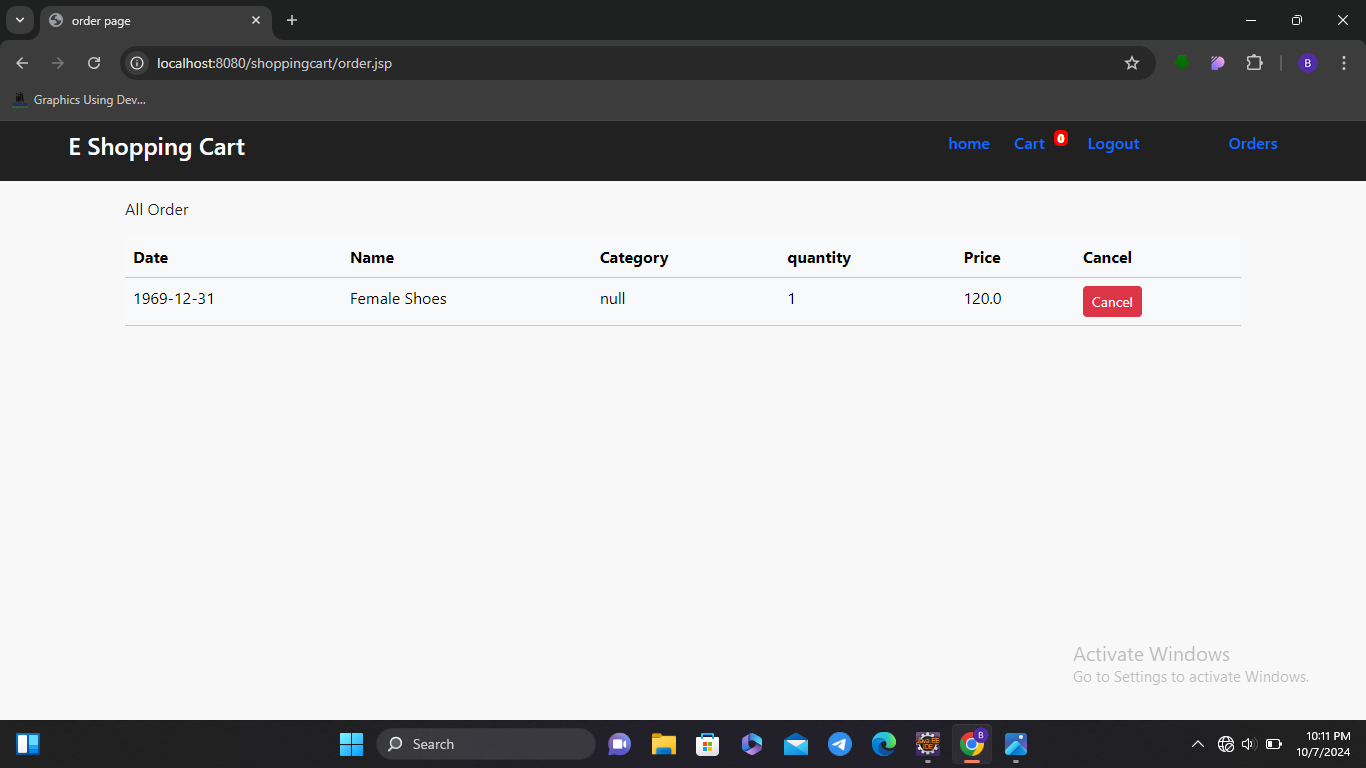 order page
localhost:8080/shoppingcart/order.jsp
B
Graphics Using Dev...
E Shopping Cart
home Cart 0 Logout Orders
All Order
Date Name Category quantity Price Cancel
1969-12-31 Female Shoes null 1 120.0 Cancel
Activate Windows
Go to Settings to activate Windows.
Search
B
10:11 PM
10/7/2024